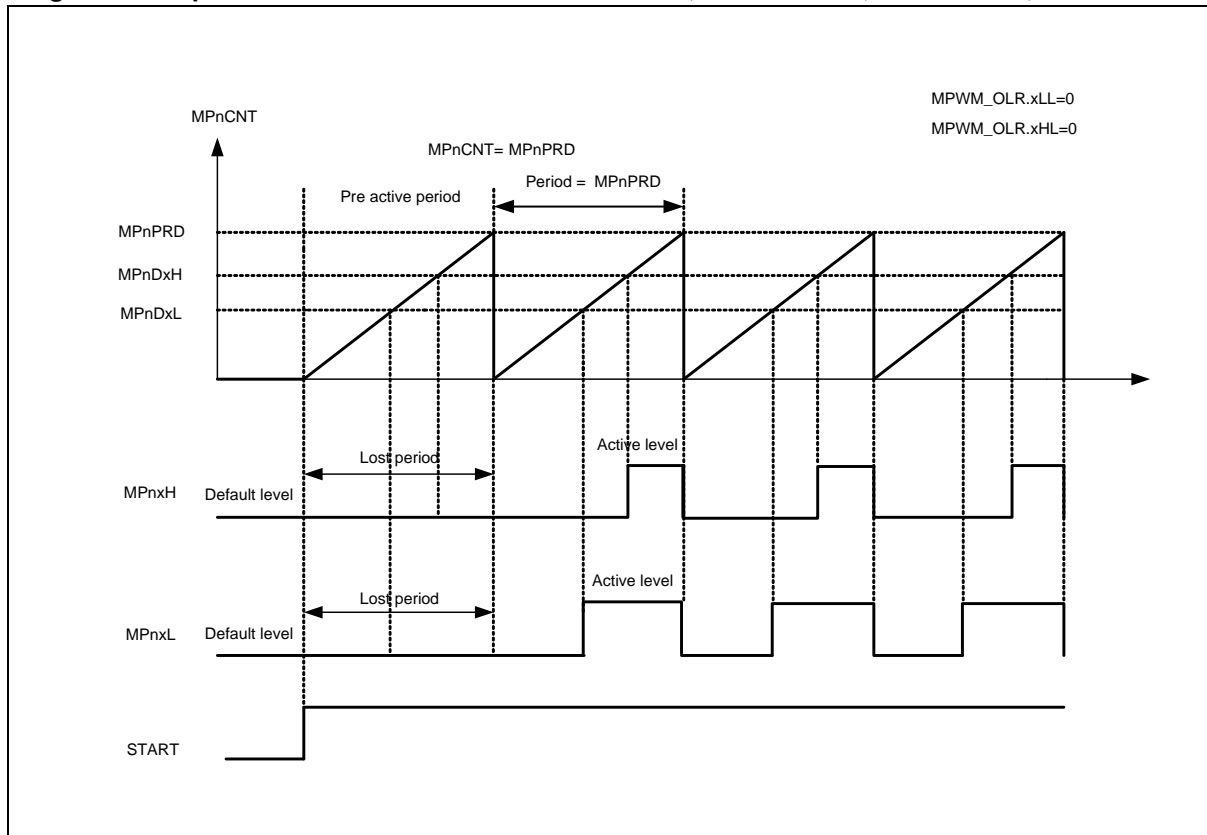 MPWM_OLR.xLL=0
MPnCNT
MPWM_OLR.xHL=0
MPnCNT= MPnPRD
Pre active period
Period = MPnPRD
MPnPRD
MPnDxH
MPnDxL
Lost period
Active level
MPnxH
Default level
Lost period
Active level
MPnxL
Default level
START